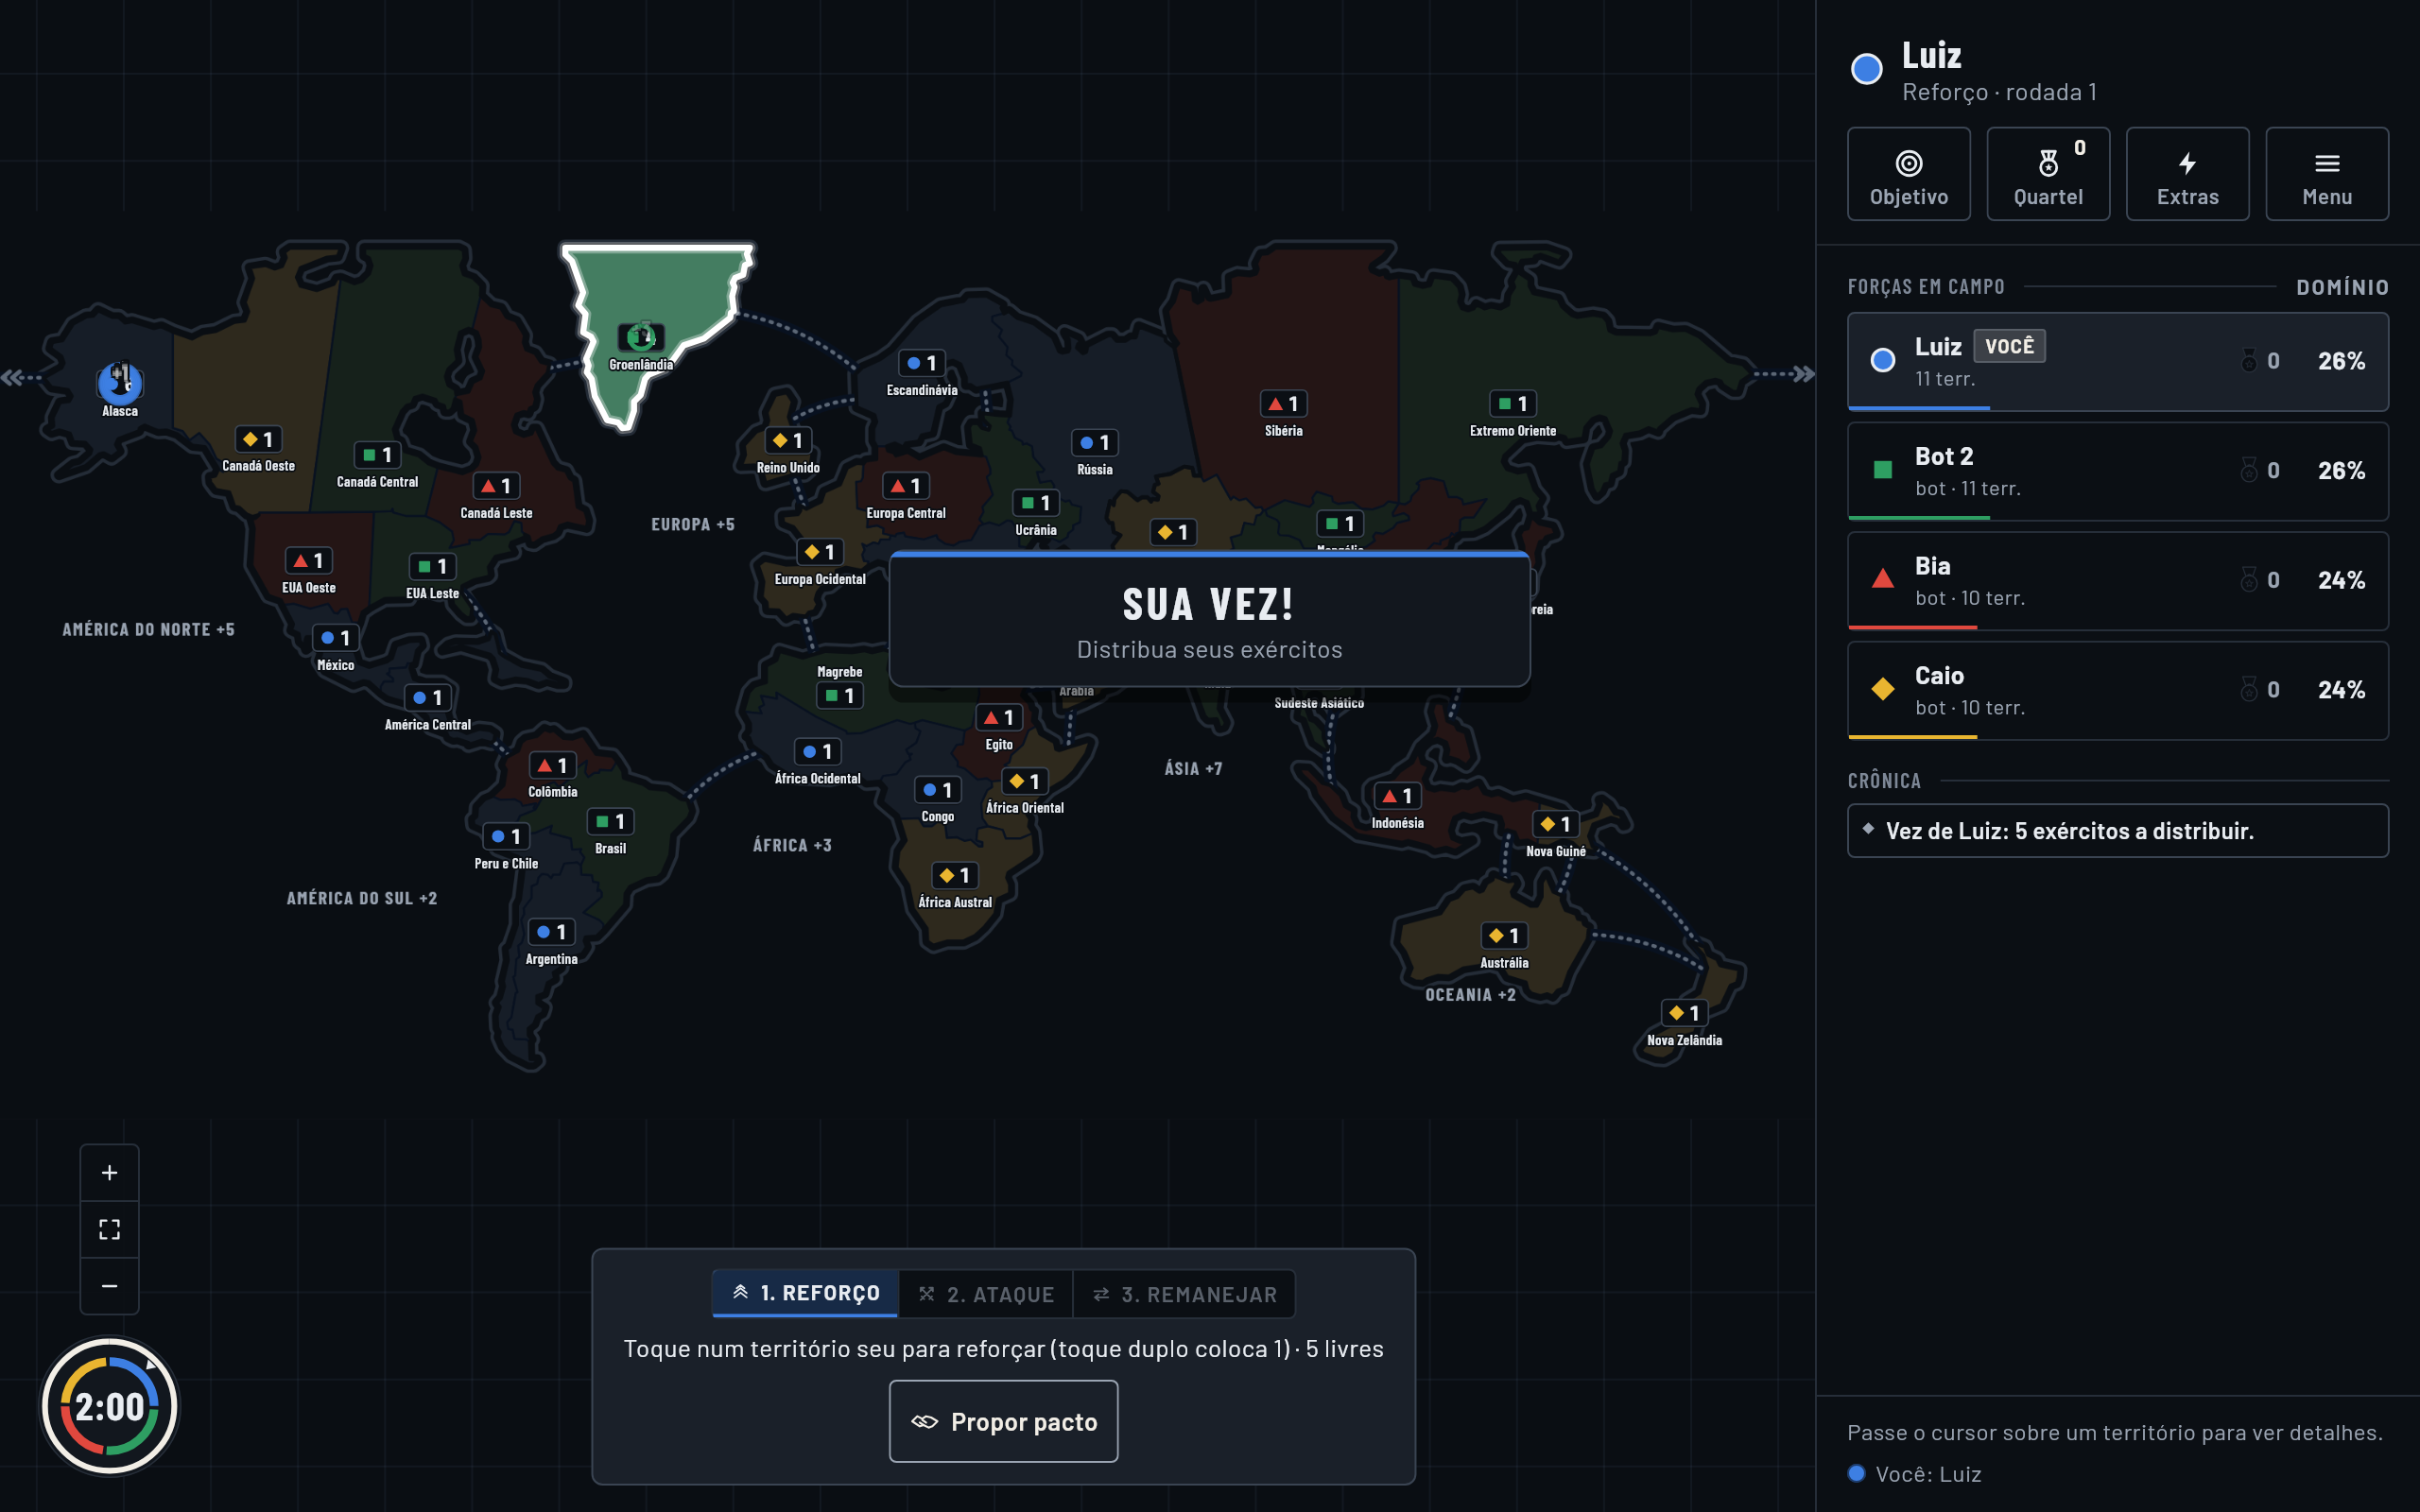 Luiz
Reforço · rodada 1
Objetivo
0
Quartel
Extras
Menu
FORÇAS EM CAMPO
DOMÍNIO
Luiz VOCÊ
11 terr.
0
26%
Bot 2
bot · 11 terr.
0
26%
Bia
bot · 10 terr.
0
24%
Caio
bot · 10 terr.
0
24%
CRÔNICA
Vez de Luiz: 5 exércitos a distribuir.
Passe o cursor sobre um território para ver detalhes.
Você: Luiz
Alasca
1
Canadá Oeste
1
Canadá Central
1
Canadá Leste
Groenlândia
1
EUA Oeste
1
EUA Leste
AMÉRICA DO NORTE +5
1
México
1
América Central
1
Colômbia
1
Brasil
1
Peru e Chile
AMÉRICA DO SUL +2
1
Argentina
1
Escandinávia
1
Reino Unido
1
Europa Central
1
Rússia
1
Ucrânia
EUROPA +5
1
Europa Ocidental
1
Sibéria
1
Extremo Oriente
1
1
SUA VEZ!
Distribua seus exércitos
Magrebe
1
Arábia
Sudeste Asiático
1
Egito
1
África Ocidental
1
África Oriental
1
Congo
ÁFRICA +3
1
África Austral
ÁSIA +7
1
Indonésia
1
Nova Guiné
1
Austrália
OCEANIA +2
1
Nova Zelândia
+
−
2:00
1. REFORÇO
2. ATAQUE
3. REMANEJAR
Toque num território seu para reforçar (toque duplo coloca 1) · 5 livres
Propor pacto